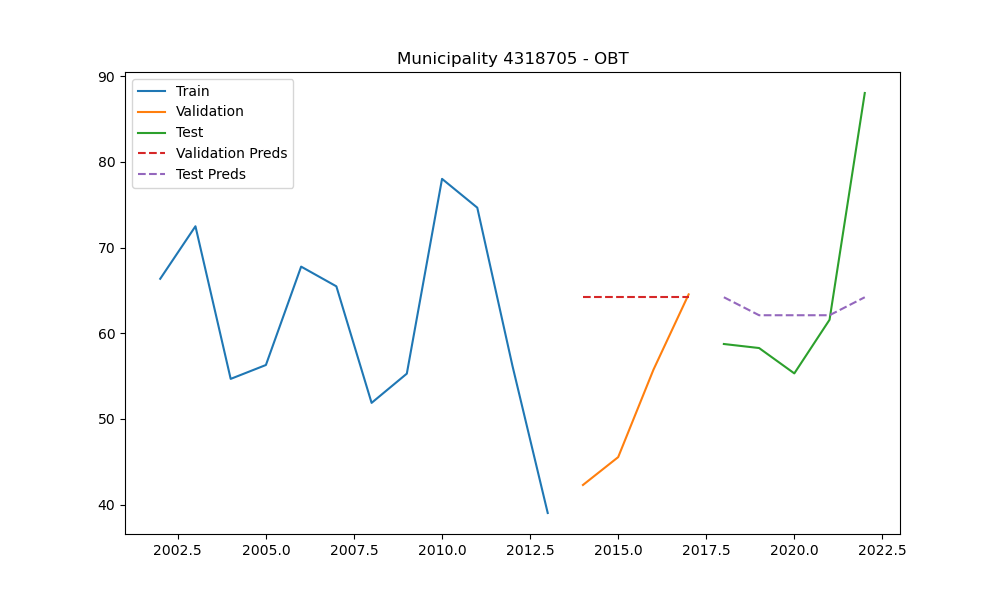 Municipality 4318705 - OBT
90
80
70
60
50
40
Train
Validation
Test
Validation Preds
Test Preds
2002.5 2005.0 2007.5 2010.0 2012.5 2015.0 2017.5 2020.0 2022.5